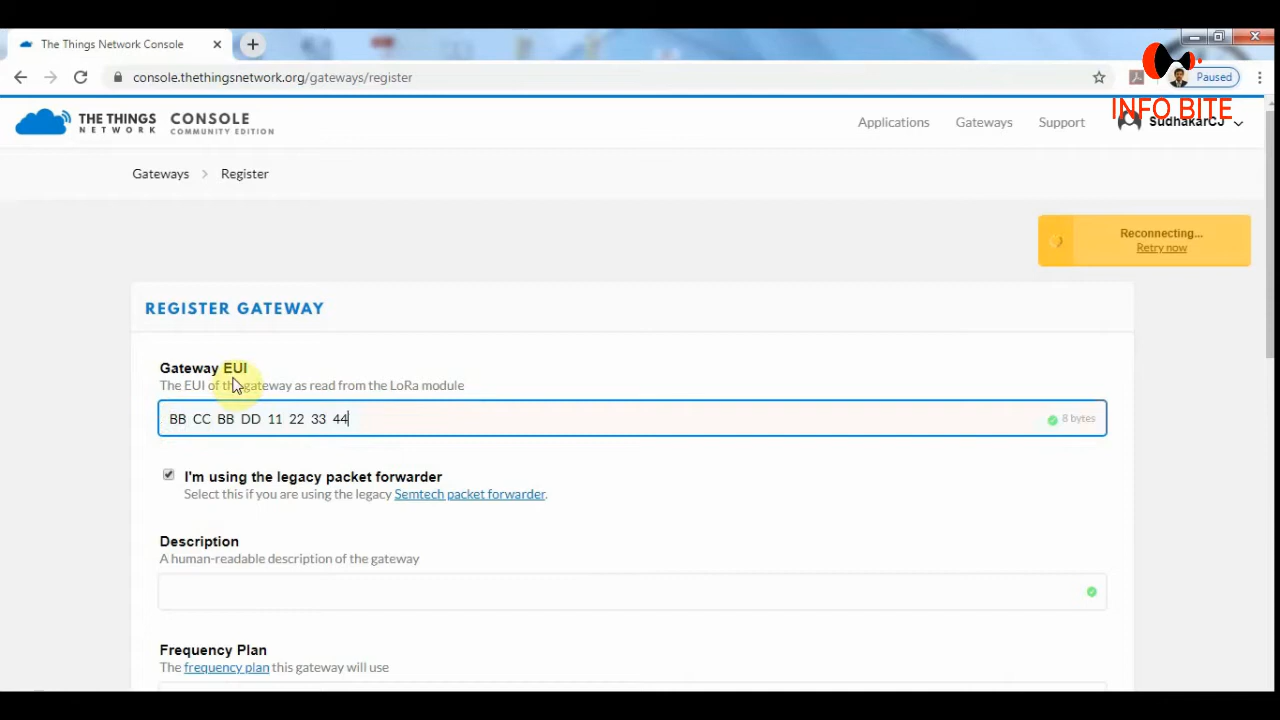 The Things Network Console
console.thethingsnetwork.org/gateways/register
Paused
INFO BITE
THE THINGS
NETWORK
CONSOLE
COMMUNITY EDITION
Applications
Gateways
Support
SudhakarCJ
Gateways > Register
Reconnecting...
Retry now
REGISTER GATEWAY
Gateway EUI
The EUI of the gateway as read from the LoRa module
BB CC BB DD 11 22 33 44
8 bytes
I'm using the legacy packet forwarder
Select this if you are using the legacy Semtech packet forwarder.
Description
A human-readable description of the gateway
Frequency Plan
The frequency plan this gateway will use